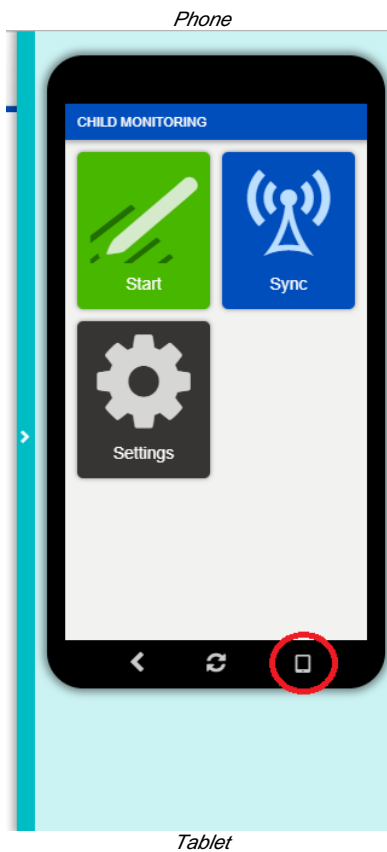 Phone
CHILD MONITORING
Start
Sync
Settings
Tablet